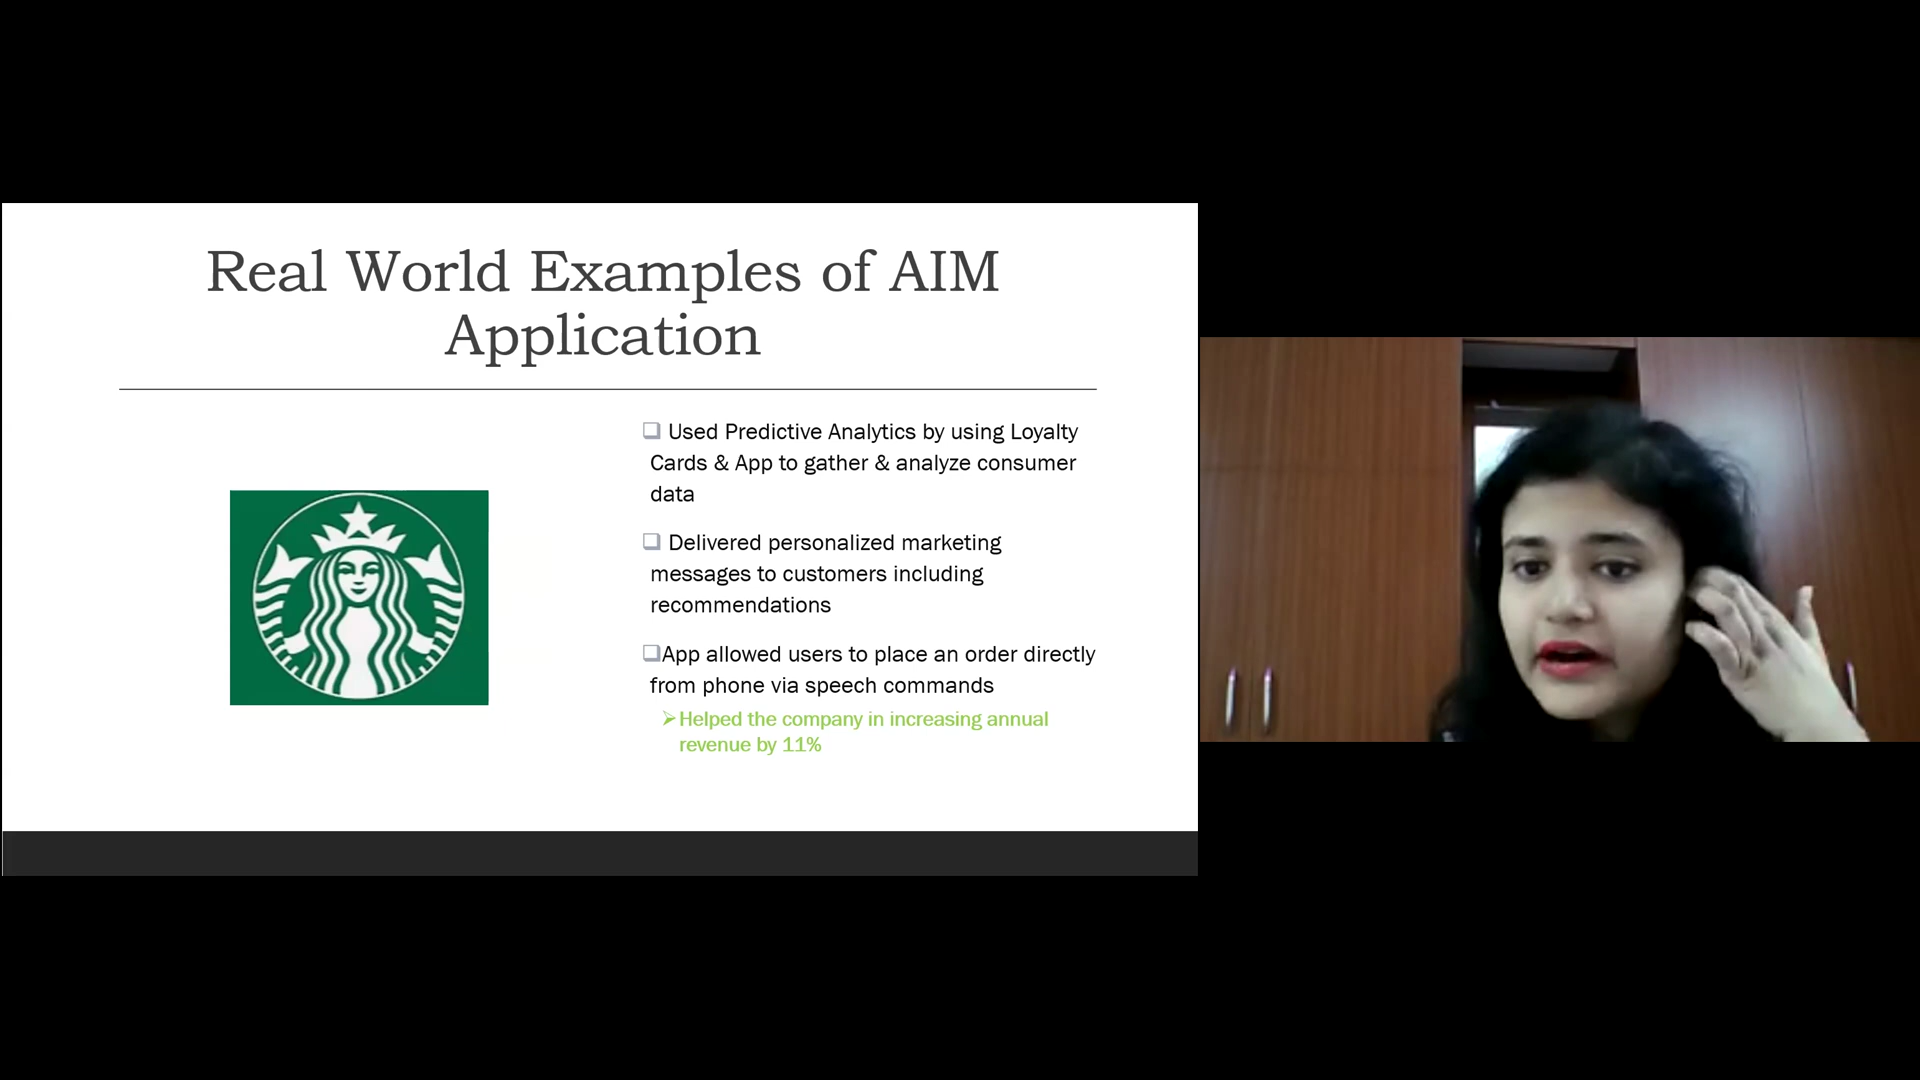 Real World Examples of AIM
Application
❑ Used Predictive Analytics by using Loyalty
Cards & App to gather & analyze consumer
data
❑ Delivered personalized marketing
messages to customers including
recommendations
❑App allowed users to place an order directly
from phone via speech commands
➢Helped the company in increasing annual
revenue by 11%